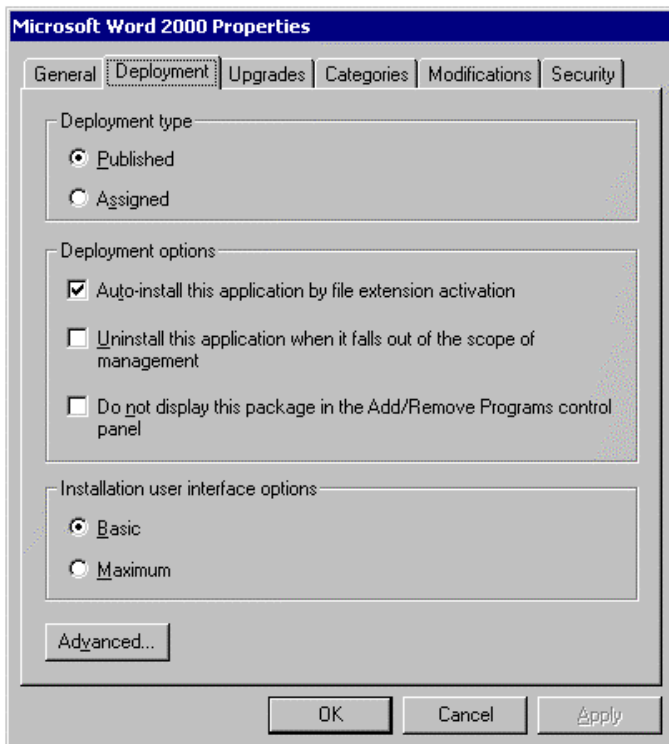 Microsoft Word 2000 Properties
General Deployment Upgrades Categories Modifications Security
Deployment type
Published
Assigned
Deployment options
Auto-install this application by file extension activation
Uninstall this application when it falls out of the scope of
management
Do not display this package in the Add/Remove Programs control
panel
Installation user interface options
Basic
Maximum
Advanced...
OK Cancel Apply